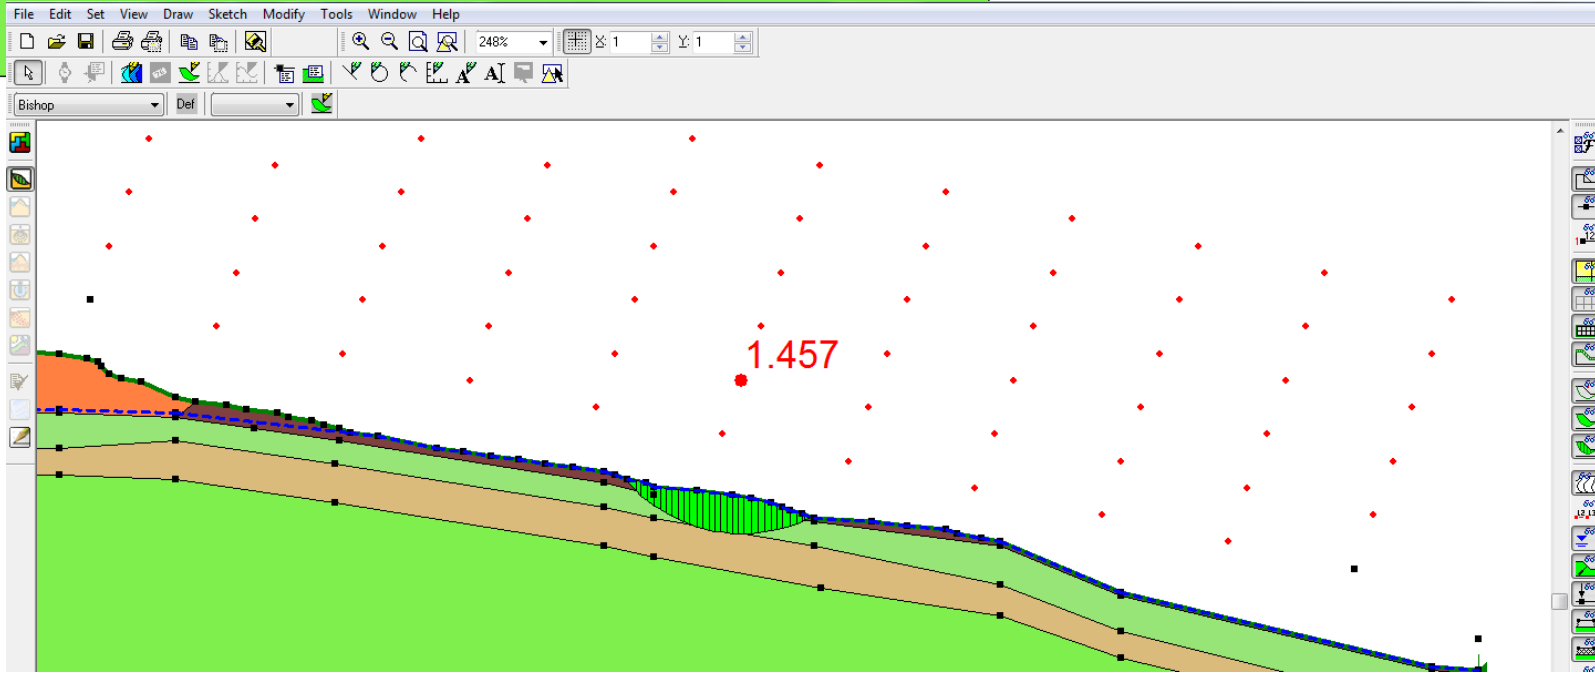 File Edit Set View Draw Sketch Modify Tools Window Help
248% X: 1 Y: 1
Bishop Def
1.457